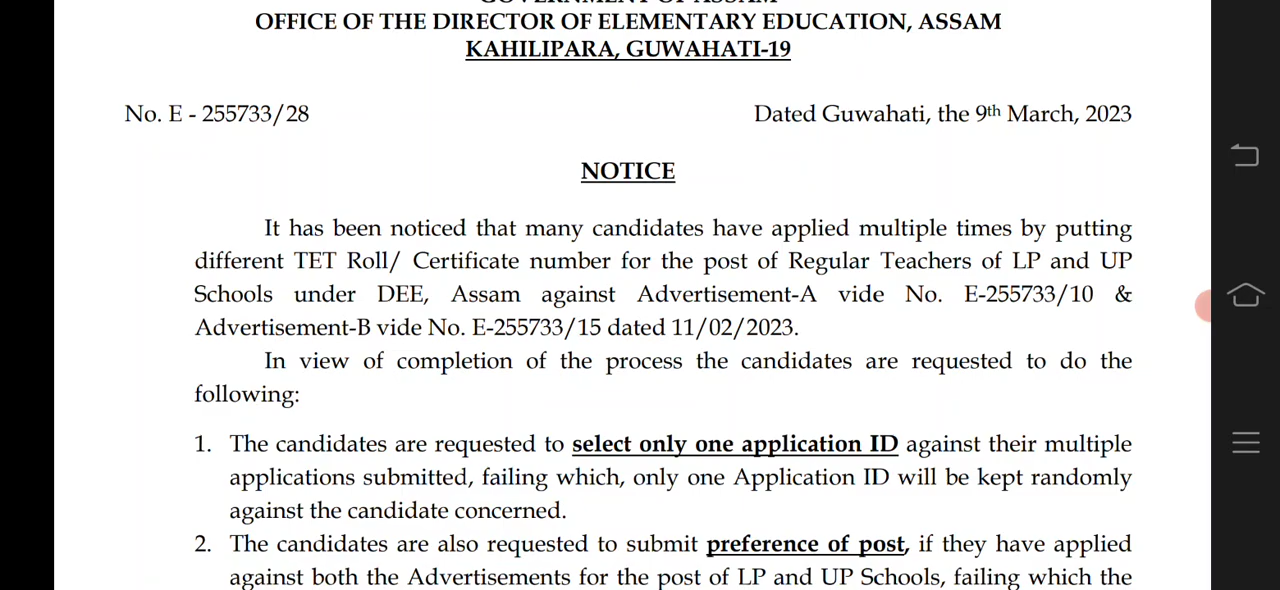 OFFICE OF THE DIRECTOR OF ELEMENTARY EDUCATION, ASSAM
KAHILIPARA, GUWAHATI-19
No. E - 255733/28 Dated Guwahati, the 9th March, 2023
NOTICE
It has been noticed that many candidates have applied multiple times by putting
different TET Roll/ Certificate number for the post of Regular Teachers of LP and UP
Schools under DEE, Assam against Advertisement-A vide No. E-255733/10 &
Advertisement-B vide No. E-255733/15 dated 11/02/2023.
In view of completion of the process the candidates are requested to do the
following:
1. The candidates are requested to select only one application ID against their multiple
applications submitted, failing which, only one Application ID will be kept randomly
against the candidate concerned.
2. The candidates are also requested to submit preference of post, if they have applied
against both the Advertisements for the post of LP and UP Schools, failing which the